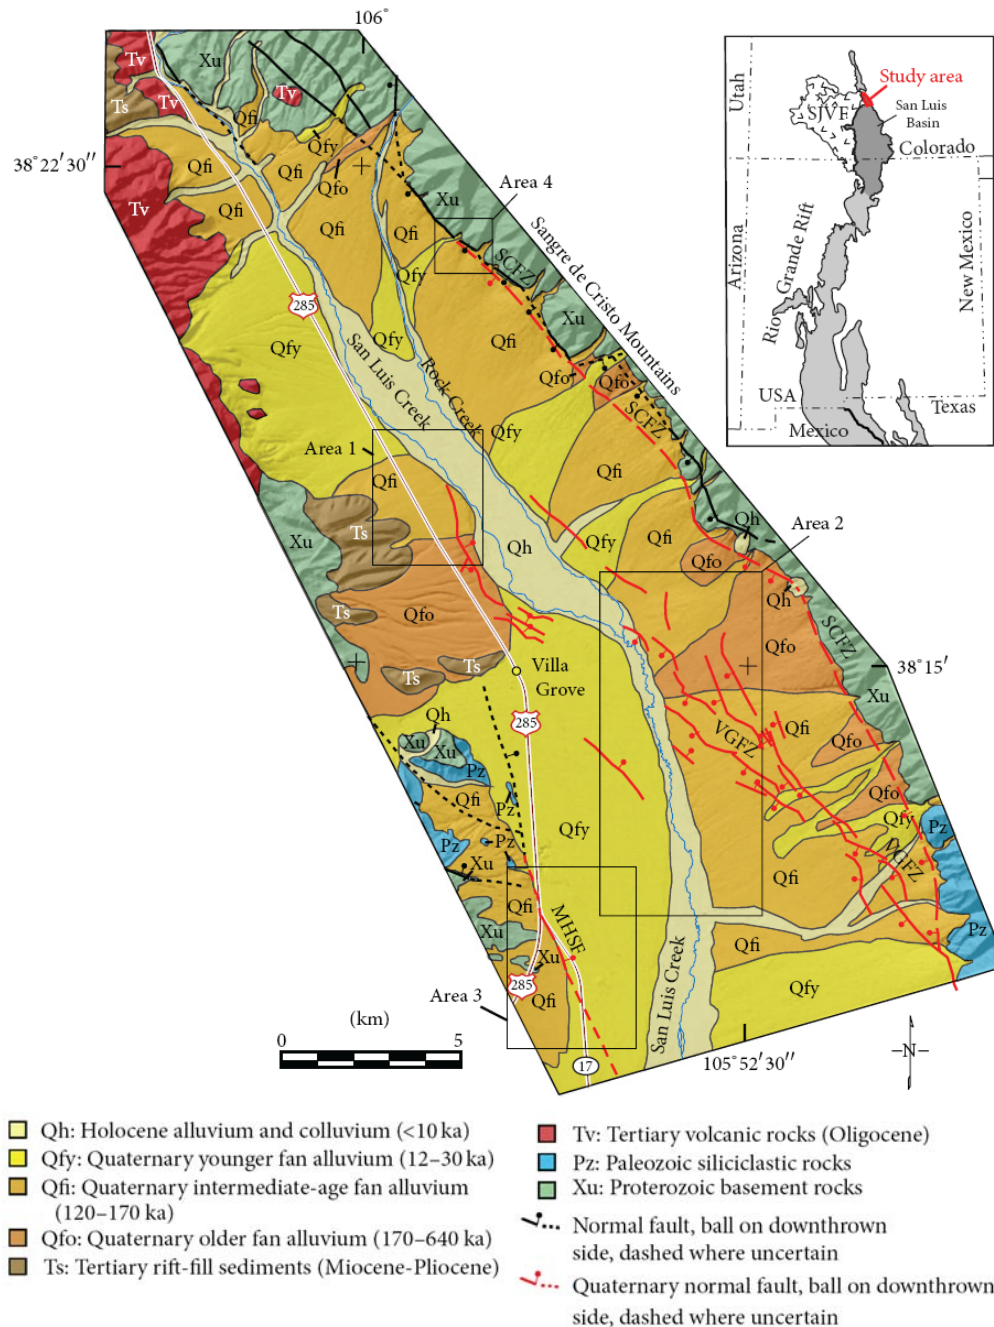 106°
38° 22′ 30″
Tv
Xu
Ts
Tv
Tv
Qfi
Qfy
Qfi
Qfi
Qfo
Tv
Qfi
Qfi
Qfi
Xu
Area 4
Qfy
SCFZ
Sangre de Cristo Mountains
285
Qfy
Qfy
Qfi
Xu
San Luis Creek
Rock Creek
Qfo
Qfo
SCFZ
Area 1
Qfy
Qfi
Qfi
Xu
Ts
Qh
Qfy
Qfi
Qfo
Qh
Area 2
Qh
Ts
Qfo
Qfo
SCFZ
Ts
Ts
Villa
Grove
38° 15′
Xu
Qh
285
Xu
Xu
Pz
VGFZ
Qfi
Qfo
Qfi
Pz
Qfo
Qfy
Qfy
Pz
Pz
Pz
Xu
VGFZ
Qfi
Qfi
MHSF
Xu
Xu
Qfi
Pz
285
Qfi
Area 3
San Luis Creek
Qfy
(km)
0
5
17
105° 52′ 30″
N
Utah
Study area
SJVF
San Luis
Basin
Colorado
Arizona
Rio Grande Rift
New Mexico
USA
Mexico
Texas
Qh: Holocene alluvium and colluvium (<10 ka)
Qfy: Quaternary younger fan alluvium (12–30 ka)
Qfi: Quaternary intermediate-age fan alluvium
(120–170 ka)
Qfo: Quaternary older fan alluvium (170–640 ka)
Ts: Tertiary rift-fill sediments (Miocene-Pliocene)
Tv: Tertiary volcanic rocks (Oligocene)
Pz: Paleozoic siliciclastic rocks
Xu: Proterozoic basement rocks
Normal fault, ball on downthrown
side, dashed where uncertain
Quaternary normal fault, ball on downthrown
side, dashed where uncertain